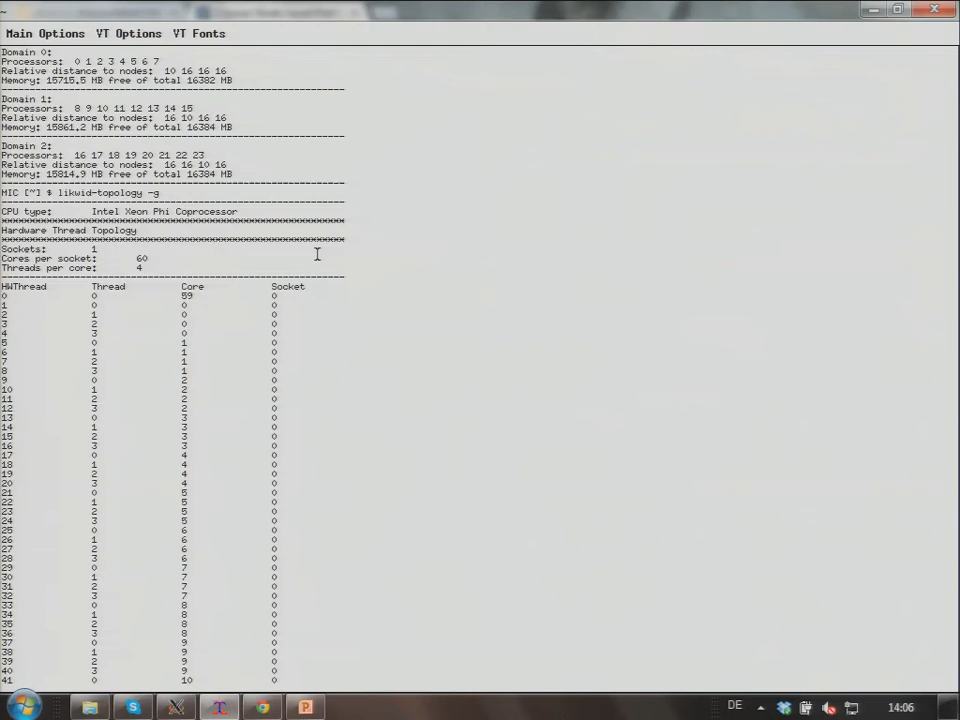 ~
Main Options VT Options VT Fonts
Domain 0:
Processors: 0 1 2 3 4 5 6 7
Relative distance to nodes: 10 16 16 16
Memory: 15715.5 MB free of total 16382 MB
--------------------------------------------------------------
Domain 1:
Processors: 8 9 10 11 12 13 14 15
Relative distance to nodes: 16 10 16 16
Memory: 15861.2 MB free of total 16384 MB
--------------------------------------------------------------
Domain 2:
Processors: 16 17 18 19 20 21 22 23
Relative distance to nodes: 16 16 10 16
Memory: 15814.9 MB free of total 16384 MB
--------------------------------------------------------------
MIC [~] $ likwid-topology -g
--------------------------------------------------------------
CPU type: Intel Xeon Phi Coprocessor
**************************************************************
Hardware Thread Topology
**************************************************************
Sockets: 1
Cores per socket: 60
Threads per core: 4
--------------------------------------------------------------
HWThread Thread Core Socket
0 0 59 0
1 0 0 0
2 1 0 0
3 2 0 0
4 3 0 0
5 0 1 0
6 1 1 0
7 2 1 0
8 3 1 0
9 0 2 0
10 1 2 0
11 2 2 0
12 3 2 0
13 0 3 0
14 1 3 0
15 2 3 0
16 3 3 0
17 0 4 0
18 1 4 0
19 2 4 0
20 3 4 0
21 0 5 0
22 1 5 0
23 2 5 0
24 3 5 0
25 0 6 0
26 1 6 0
27 2 6 0
28 3 6 0
29 0 7 0
30 1 7 0
31 2 7 0
32 3 7 0
33 0 8 0
34 1 8 0
35 2 8 0
36 3 8 0
37 0 9 0
38 1 9 0
39 2 9 0
40 3 9 0
41 0 10 0
DE 14:06